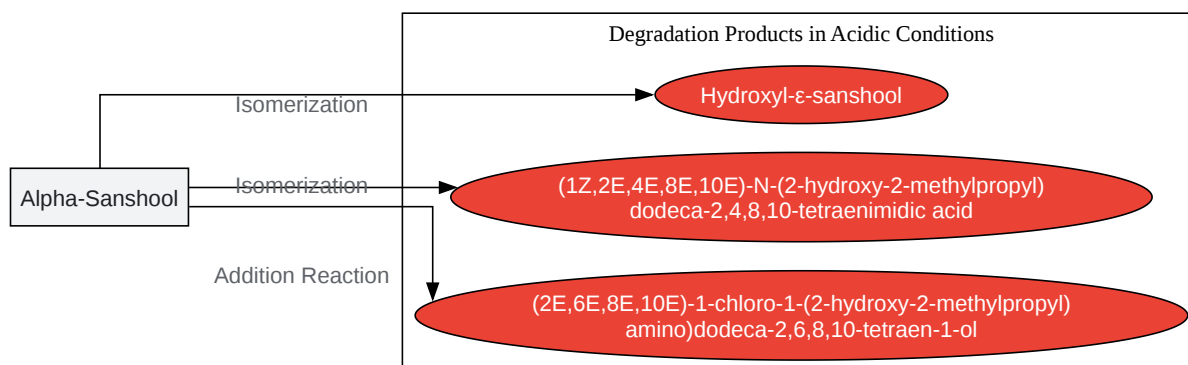 Degradation Products in Acidic Conditions
Hydroxyl-ε-sanshool
Isomerization
Alpha-Sanshool
Isomerization
(1Z,2E,4E,8E,10E)-N-(2-hydroxy-2-methylpropyl)
dodeca-2,4,8,10-tetraenimidic acid
Addition Reaction
(2E,6E,8E,10E)-1-chloro-1-(2-hydroxy-2-methylpropyl)
amino)dodeca-2,6,8,10-tetraen-1-ol